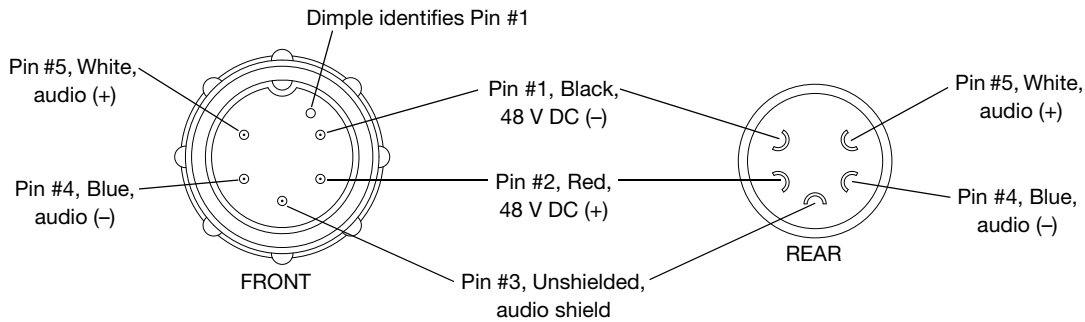 Dimple identifies Pin #1
Pin #5, White,
audio (+)
Pin #1, Black,
48 V DC (–)
Pin #5, White,
audio (+)
Pin #4, Blue,
audio (–)
Pin #2, Red,
48 V DC (+)
Pin #4, Blue,
audio (–)
FRONT
REAR
Pin #3, Unshielded,
audio shield